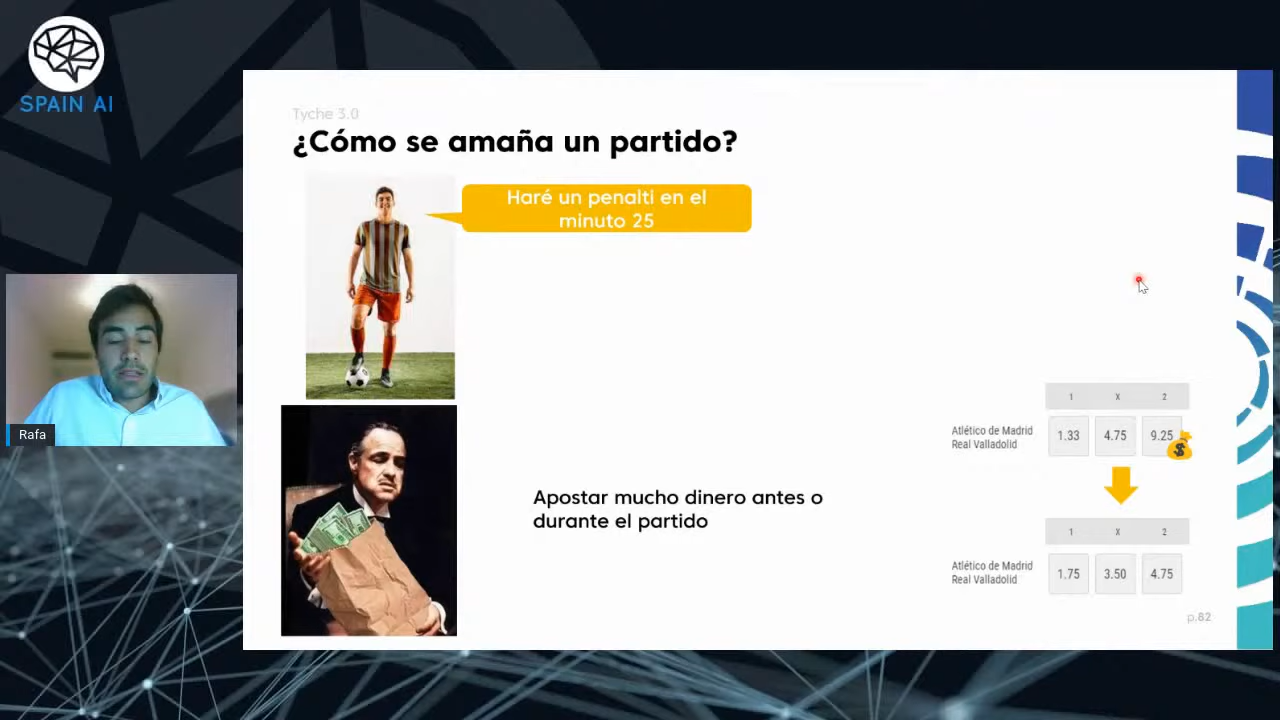 SPAIN AI
Tyche 3.0
¿Cómo se amaña un partido?
Haré un penalti en el
minuto 25
Rafa
Apostar mucho dinero antes o
durante el partido
1 X 2
Atlético de Madrid
Real Valladolid
1.33 4.75 9.25
1 X 2
Atlético de Madrid
Real Valladolid
1.75 3.50 4.75
p.82